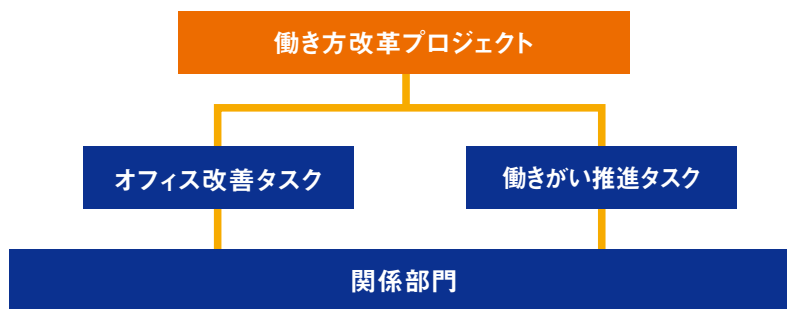 働き方改革プロジェクト
オフィス改善タスク
働きがい推進タスク
関係部門